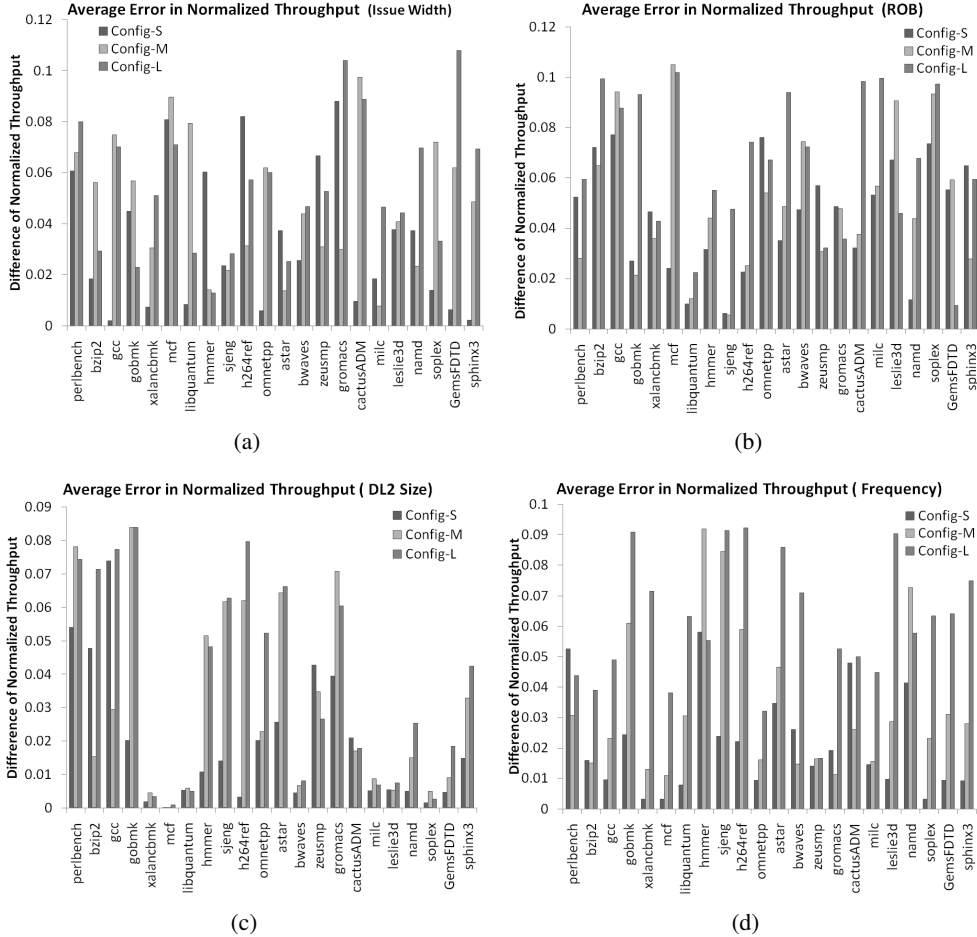 Average Error in Normalized Throughput (Issue Width)
Difference of Normalized Throughput
0.12
0.1
0.08
0.06
0.04
0.02
0
Config-S
Config-M
Config-L
perlbench
bzip2
gcc
gobmk
xalancbmk
mcf
libquantum
hmmer
sjeng
h264ref
omnetpp
astar
bwaves
zeusmp
gromacs
cactusADM
milc
leslie3d
namd
soplex
GemsFDTD
sphinx3
(a)
Average Error in Normalized Throughput (ROB)
Difference of Normalized Throughput
0.12
0.1
0.08
0.06
0.04
0.02
0
Config-S
Config-M
Config-L
perlbench
bzip2
gcc
gobmk
xalancbmk
mcf
libquantum
hmmer
sjeng
h264ref
omnetpp
astar
bwaves
zeusmp
gromacs
cactusADM
milc
leslie3d
namd
soplex
GemsFDTD
sphinx3
(b)
Average Error in Normalized Throughput ( DL2 Size)
Difference of Normalized Throughput
0.09
0.08
0.07
0.06
0.05
0.04
0.03
0.02
0.01
0
Config-S
Config-M
Config-L
perlbench
bzip2
gcc
gobmk
xalancbmk
mcf
libquantum
hmmer
sjeng
h264ref
omnetpp
astar
bwaves
zeusmp
gromacs
cactusADM
milc
leslie3d
namd
soplex
GemsFDTD
sphinx3
(c)
Average Error in Normalized Throughput ( Frequency)
Difference of Normalized Throughput
0.1
0.09
0.08
0.07
0.06
0.05
0.04
0.03
0.02
0.01
0
Config-S
Config-M
Config-L
perlbench
bzip2
gcc
gobmk
xalancbmk
mcf
libquantum
hmmer
sjeng
h264ref
omnetpp
astar
bwaves
zeusmp
gromacs
cactusADM
milc
leslie3d
namd
soplex
GemsFDTD
sphinx3
(d)